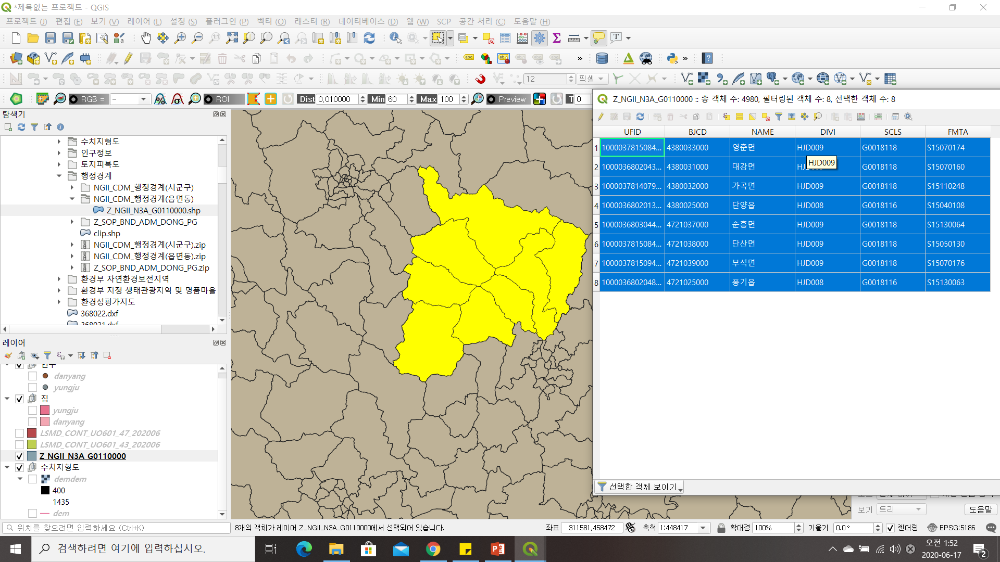 *제목없는 프로젝트 - QGIS
프로젝트 (J) 편집 (E) 보기 (V) 레이어 (L) 설정 (S) 플러그인 (P) 벡터 (O) 래스터 (R) 데이터베이스 (D) 웹 (W) SCP 공간 처리 (C) 도움말 (H)
12 픽셀
RGB = - ROI Dist 0,010000 Min 60 Max 100 Preview T 0
탐색기
수치지형도
인구정보
토지피복도
행정경계
NGII_CDM_행정경계(시군구)
NGII_CDM_행정경계(읍면동)
Z_NGII_N3A_G0110000.shp
Z_SOP_BND_ADM_DONG_PG
clip.shp
NGII_CDM_행정경계(시군구).zip
NGII_CDM_행정경계(읍면동).zip
Z_SOP_BND_ADM_DONG_PG.zip
환경부 자연환경보전지역
환경부 지정 생태관광지역 및 명품마을
환경성평가지도
368022.dxf
368031.dxf
레이어
인구
danyang
yungju
집
yungju
danyang
LSMD_CONT_UO601_47_202006
LSMD_CONT_UO601_43_202006
Z_NGII_N3A_G0110000
수치지형도
demdem
400
1435
dem
Z_NGII_N3A_G0110000 :: 총 객체 수: 4980, 필터링된 객체 수: 8, 선택한 객체 수: 8
UFID BJCD NAME DIVI SCLS FMTA
1 1000037815084... 4380033000 영춘면 HJD009 G0018118 S15070174
2 1000036802043... 4380031000 대강면 HJ G0018118 S15070160
HJD009
3 1000037814079... 4380032000 가곡면 HJD009 G0018118 S15110248
4 1000036802013... 4380025000 단양읍 HJD008 G0018116 S15040108
5 1000036803044... 4721037000 순흥면 HJD009 G0018118 S15130064
6 1000037815084... 4721038000 단산면 HJD009 G0018118 S15050130
7 1000037815094... 4721039000 부석면 HJD009 G0018118 S15070176
8 1000036802048... 4721025000 풍기읍 HJD008 G0018116 S15130063
선택한 객체 보이기
보기 트리 도움말
위치를 찾으려면 입력하세요 (Ctrl+K) 8개의 객체가 레이어 Z_NGII_N3A_G0110000에서 선택되어 있습니다. 좌표 311581,458472 축척 1:448417 확대경 100% 기울기 0.0 ° 렌더링 EPSG:5186
검색하려면 여기에 입력하십시오.
오전 1:52
2020-06-17
2